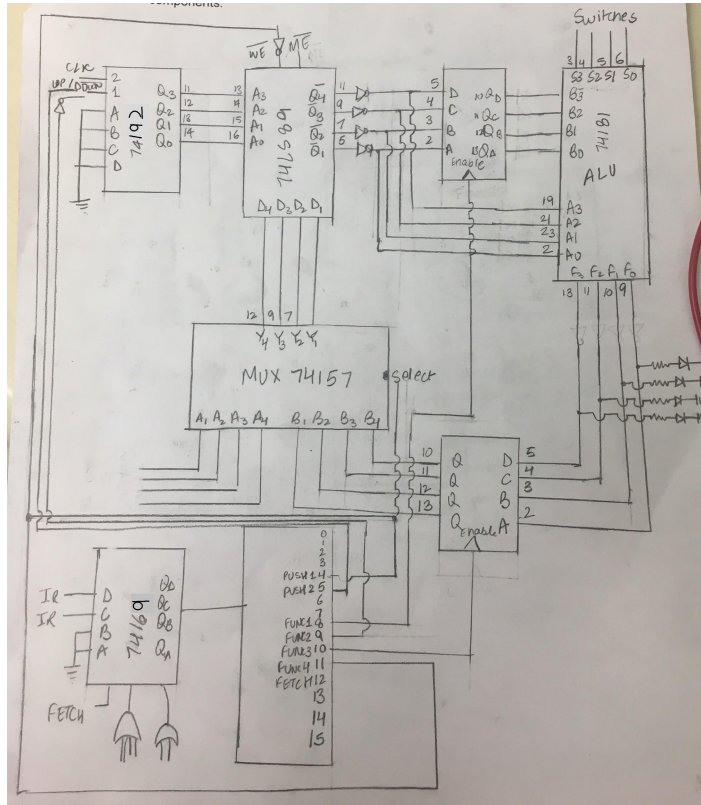 components.
Switches
CLK
UP/DOWN
2
1
A
B
C
D
74192
Q3
Q2
Q1
Q0
11
12
13
14
13
14
15
16
WE ME
A3
A2
A1
A0
74LS189
Q4
Q3
Q2
Q1
11
9
7
5
D4 D3 D2 D1
5
4
3
2
D
C
B
A
Enable
QD
QC
QB
QA
3 4 5 6
S3 S2 S1 S0
B3
B2
B1
B0
74181
ALU
19
21
23
2
A3
A2
A1
A0
F3 F2 F1 F0
13 11 10 9
12 9 7
Y4 Y3 Y2 Y1
MUX 74157
Select
A1 A2 A3 A4 B1 B2 B3 B4
10
11
12
13
Q
Q
Q
Q
D
C
B
A
Enable
5
4
3
2
IR
IR
D
C
B
A
74169
QD
QC
QB
QA
FETCH
0
1
2
3
PUSH1 4
PUSH2 5
6
7
FUNC1 8
FUNC2 9
FUNC3 10
FUNC4 11
FETCH 12
13
14
15